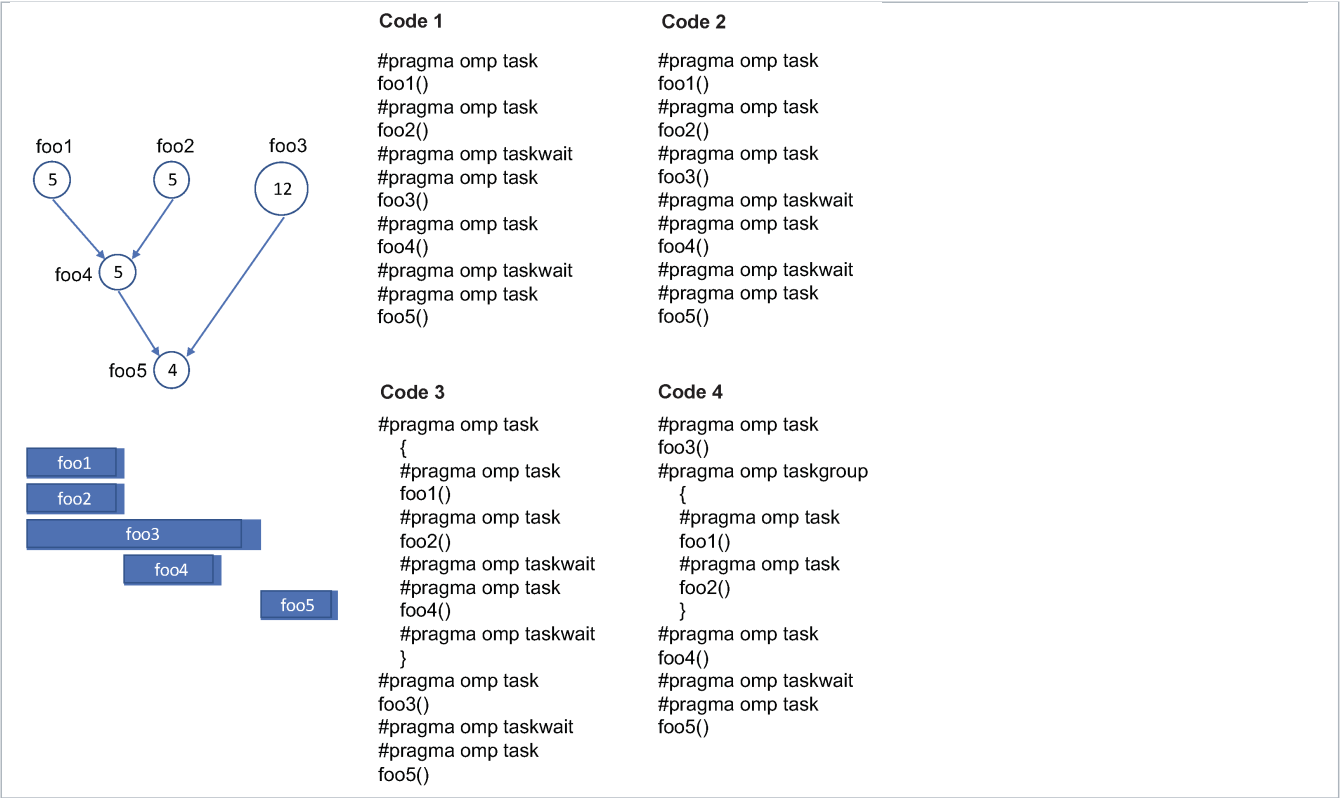 foo1
foo2
foo3
5
5
12
foo4
5
foo5
4
foo1
foo2
foo3
foo4
foo5
Code 1
#pragma omp task
foo1()
#pragma omp task
foo2()
#pragma omp taskwait
#pragma omp task
foo3()
#pragma omp task
foo4()
#pragma omp taskwait
#pragma omp task
foo5()
Code 2
#pragma omp task
foo1()
#pragma omp task
foo2()
#pragma omp task
foo3()
#pragma omp taskwait
#pragma omp task
foo4()
#pragma omp taskwait
#pragma omp task
foo5()
Code 3
#pragma omp task
{
#pragma omp task
foo1()
#pragma omp task
foo2()
#pragma omp taskwait
#pragma omp task
foo4()
#pragma omp taskwait
}
#pragma omp task
foo3()
#pragma omp taskwait
#pragma omp task
foo5()
Code 4
#pragma omp task
foo3()
#pragma omp taskgroup
{
#pragma omp task
foo1()
#pragma omp task
foo2()
}
#pragma omp task
foo4()
#pragma omp taskwait
#pragma omp task
foo5()